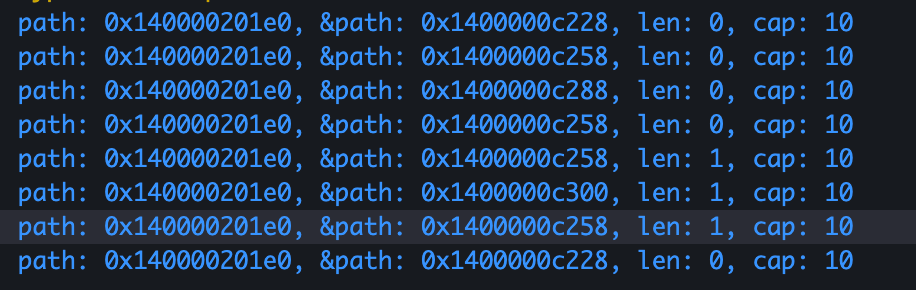 path: 0x140000201e0, &path: 0x1400000c228, len: 0, cap: 10
path: 0x140000201e0, &path: 0x1400000c258, len: 0, cap: 10
path: 0x140000201e0, &path: 0x1400000c288, len: 0, cap: 10
path: 0x140000201e0, &path: 0x1400000c258, len: 0, cap: 10
path: 0x140000201e0, &path: 0x1400000c258, len: 1, cap: 10
path: 0x140000201e0, &path: 0x1400000c300, len: 1, cap: 10
path: 0x140000201e0, &path: 0x1400000c258, len: 1, cap: 10
path: 0x140000201e0, &path: 0x1400000c228, len: 0, cap: 10